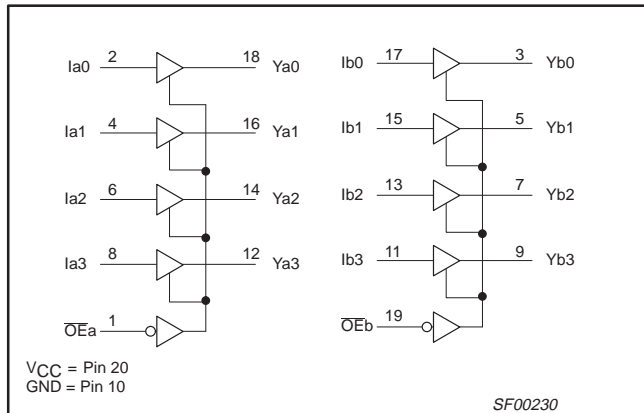 Ia0 2 18 Ya0
Ia1 4 16 Ya1
Ia2 6 14 Ya2
Ia3 8 12 Ya3
O̅E̅a 1
Ib0 17 3 Yb0
Ib1 15 5 Yb1
Ib2 13 7 Yb2
Ib3 11 9 Yb3
O̅E̅b 19
VCC = Pin 20
GND = Pin 10
SF00230